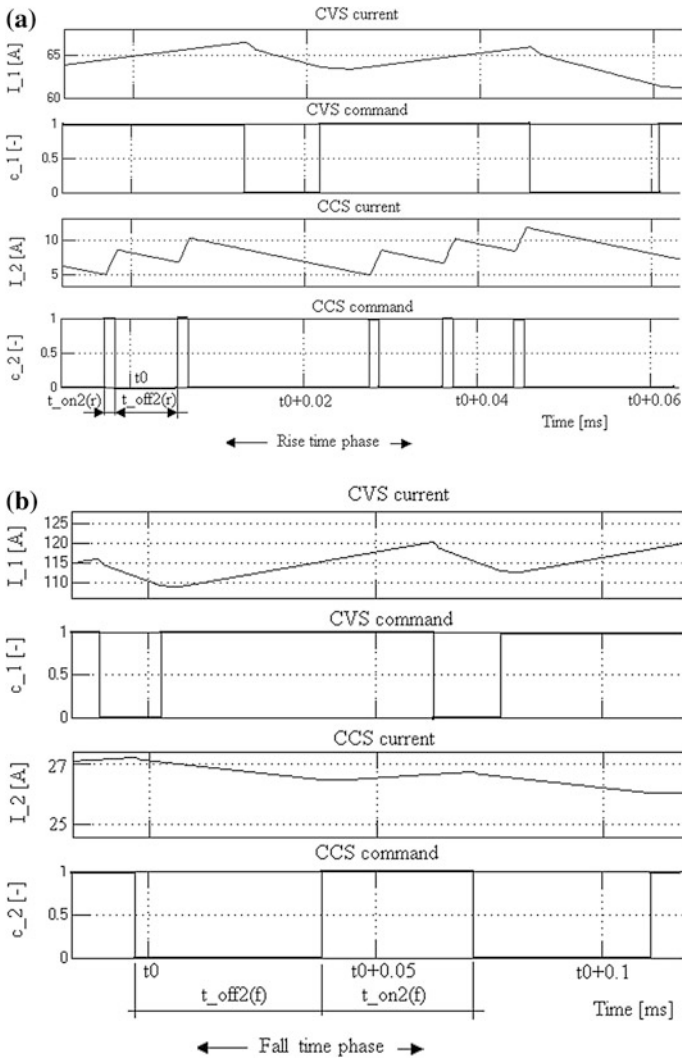 (a)
CVS current
I_1 [A]
65
60
CVS command
c_1 [-]
1
0.5
0
CCS current
I_2 [A]
10
5
CCS command
c_2 [-]
1
0.5
0
t0
t_on2(r)
t_off2(r)
t0+0.02
t0+0.04
t0+0.06
Time [ms]
Rise time phase
(b)
CVS current
I_1 [A]
125
120
115
110
CVS command
c_1 [-]
1
0.5
0
CCS current
I_2 [A]
27
25
CCS command
c_2 [-]
1
0.5
0
t0
t0+0.05
t0+0.1
t_off2(f)
t_on2(f)
Time [ms]
Fall time phase